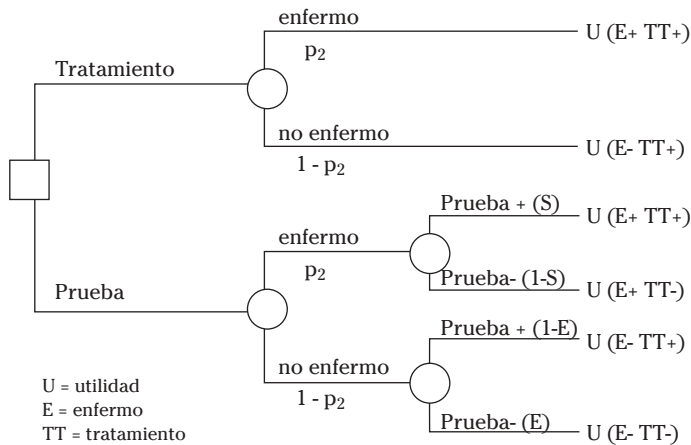 enfermo
p2
U (E+ TT+)
Tratamiento
no enfermo
1 - p2
U (E- TT+)
Prueba + (S)
U (E+ TT+)
enfermo
p2
Prueba- (1-S)
U (E+ TT-)
Prueba
Prueba + (1-E)
U (E- TT+)
no enfermo
1 - p2
Prueba- (E)
U (E- TT-)
U = utilidad
E = enfermo
TT = tratamiento